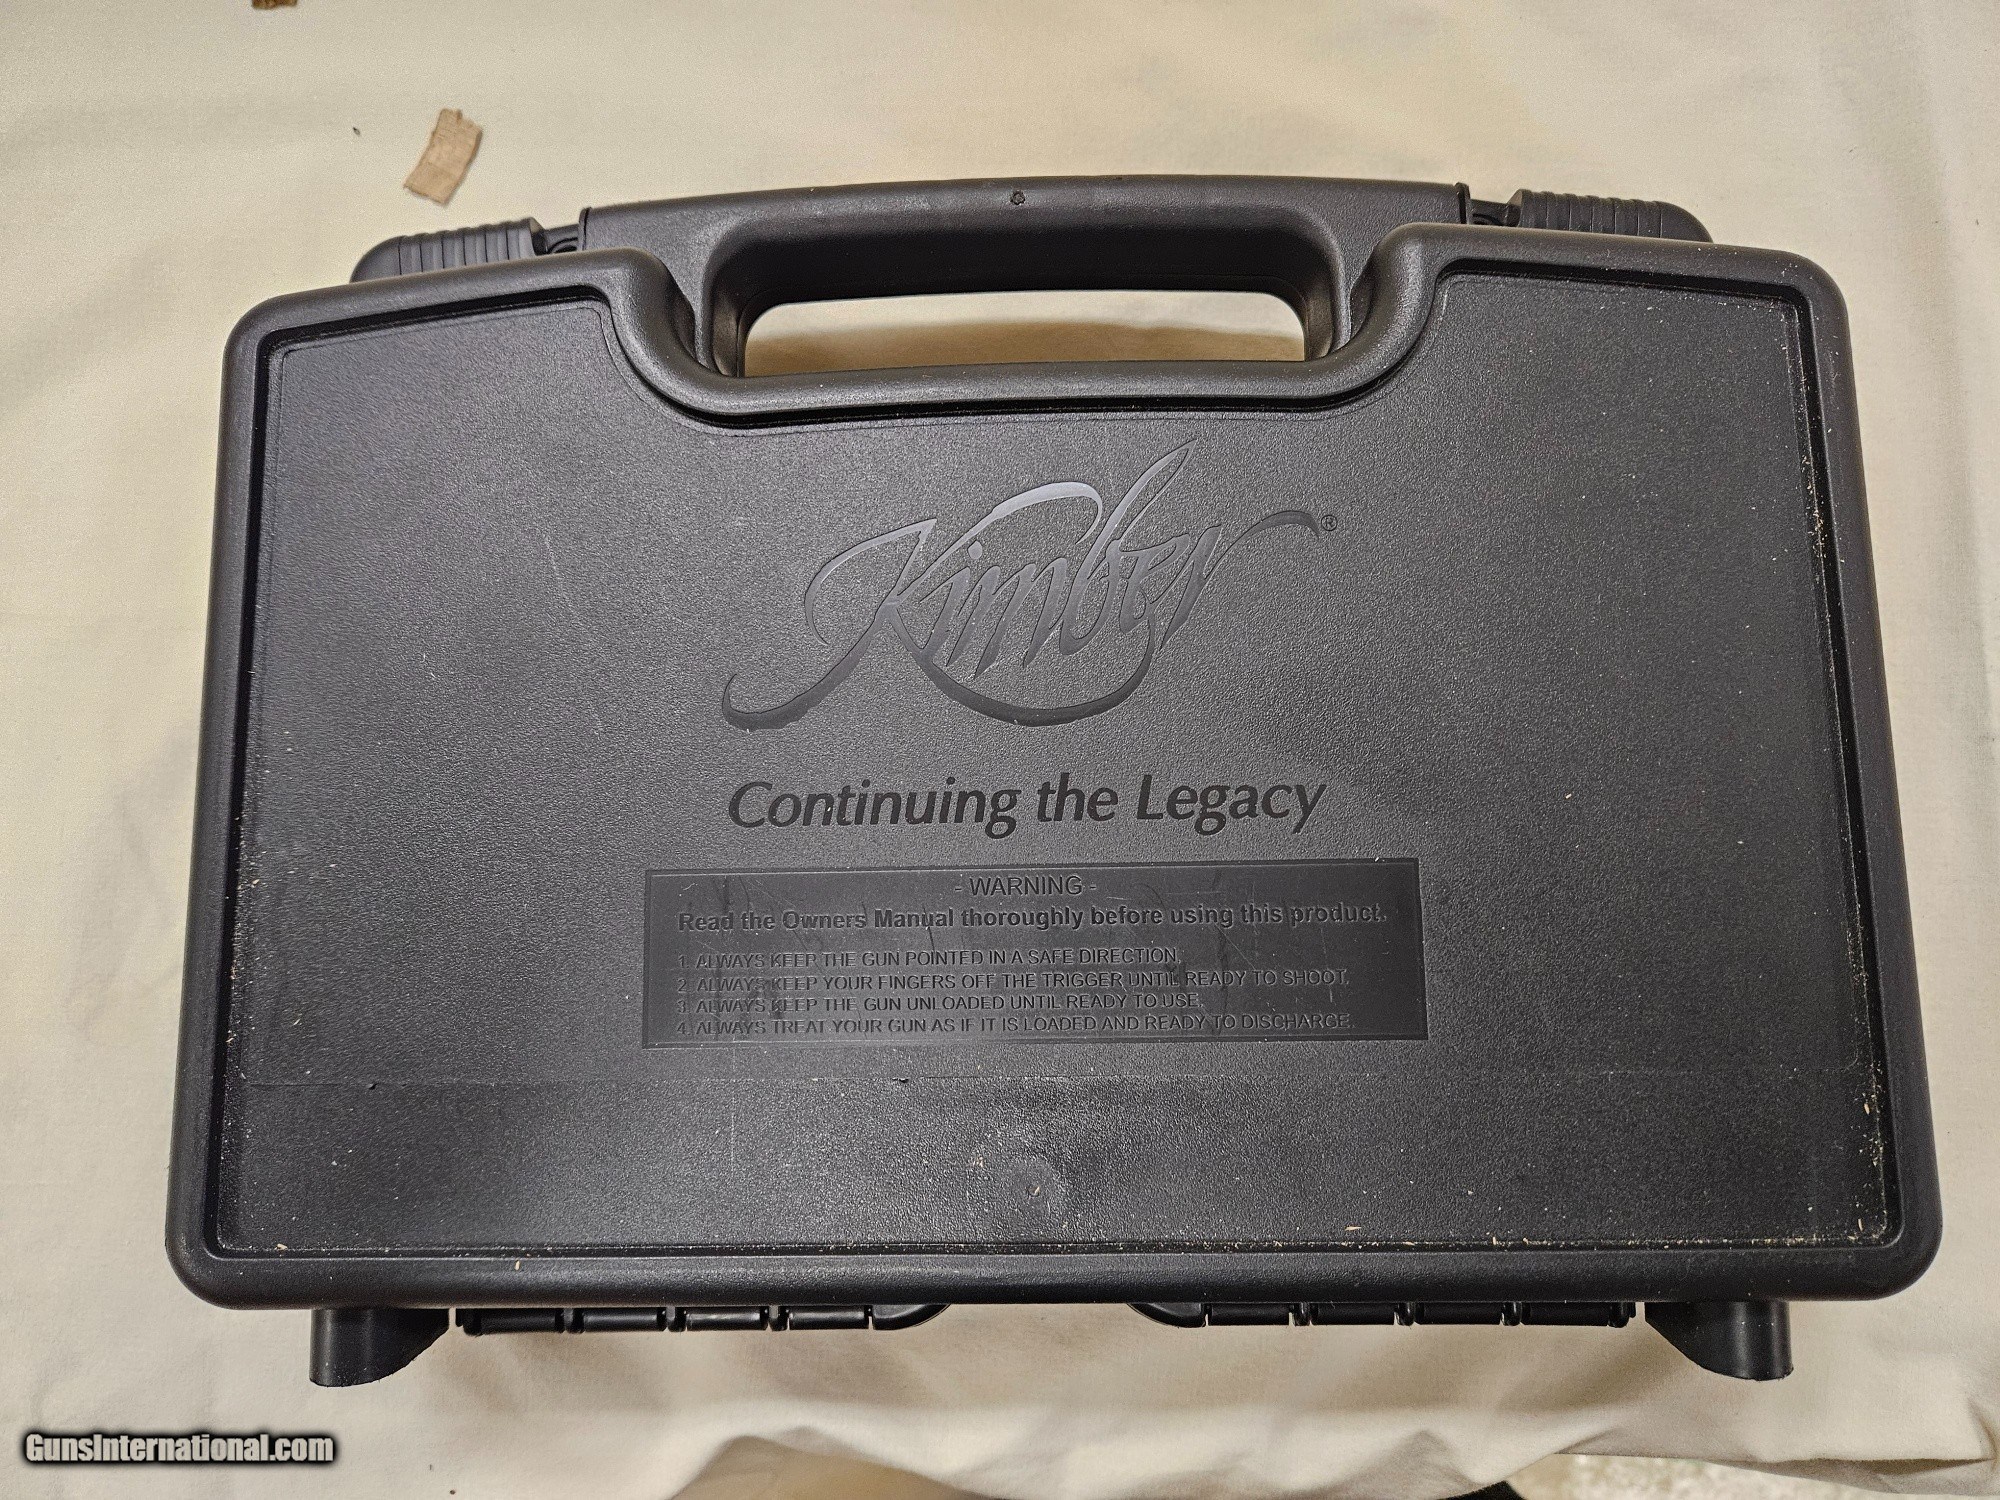 Kimber®
Continuing the Legacy
- WARNING -
Read the Owners Manual thoroughly before using this product.
1. ALWAYS KEEP THE GUN POINTED IN A SAFE DIRECTION.
2. ALWAYS KEEP YOUR FINGERS OFF THE TRIGGER UNTIL READY TO SHOOT.
3. ALWAYS KEEP THE GUN UNLOADED UNTIL READY TO USE.
4. ALWAYS TREAT YOUR GUN AS IF IT IS LOADED AND READY TO DISCHARGE.
GunsInternational.com